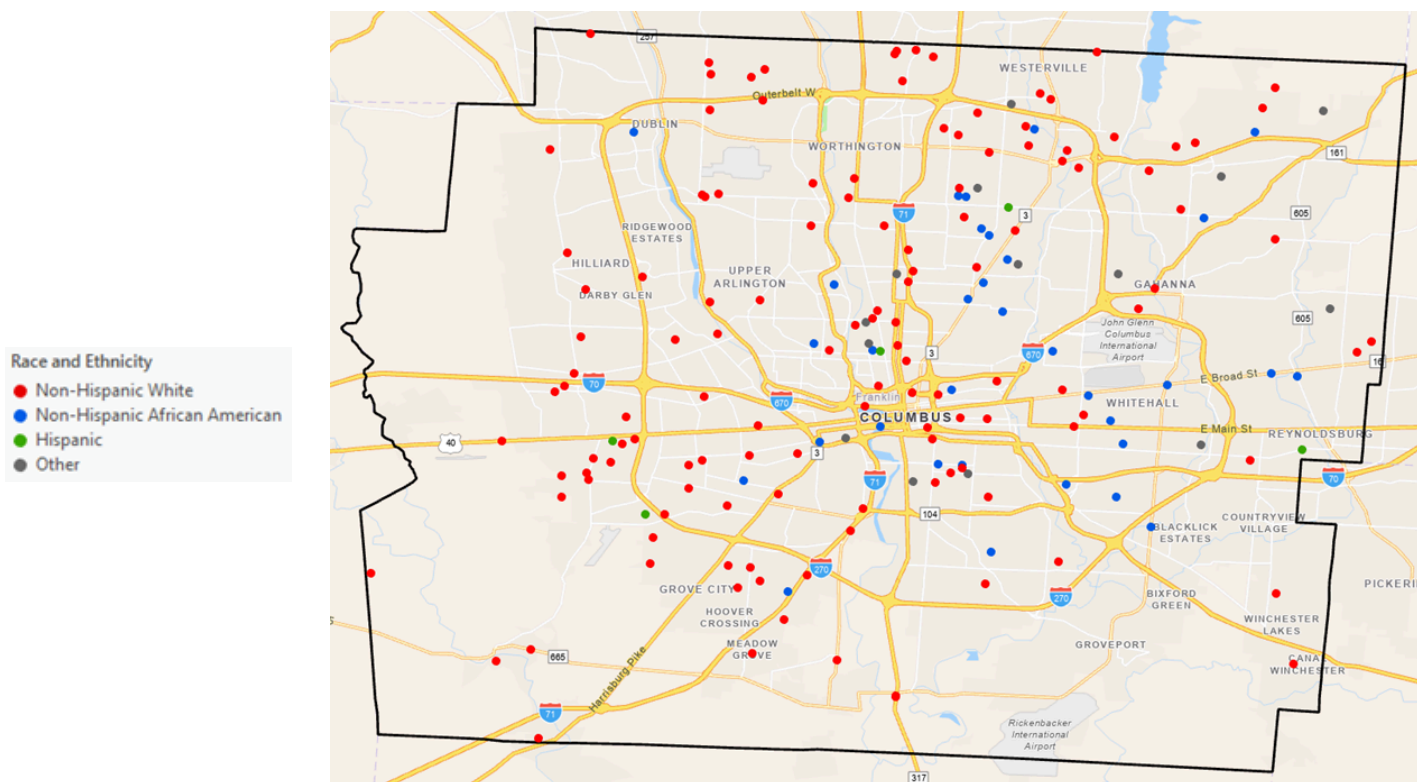 Race and Ethnicity
Non-Hispanic White
Non-Hispanic African American
Hispanic
Other
257
WESTERVILLE
Outerbelt W
DUBLIN
WORTHINGTON
161
71
3
605
RIDGEWOOD
ESTATES
HILLIARD
UPPER
ARLINGTON
DARBY GLEN
GAHANNA
605
John Glenn
Columbus
International
Airport
3
670
16
70
E Broad St
670
Franklin
WHITEHALL
COLUMBUS
E Main St
40
REYNOLDSBURG
3
71
70
104
COUNTRYVIEW
VILLAGE
BLACKLICK
ESTATES
270
PICKERI
GROVE CITY
270
BIXFORD
GREEN
HOOVER
CROSSING
WINCHESTER
LAKES
S
MEADOW
GROVE
GROVEPORT
665
CANAL
WINCHESTER
Harrisburg Pike
71
Rickenbacker
International
Airport
317